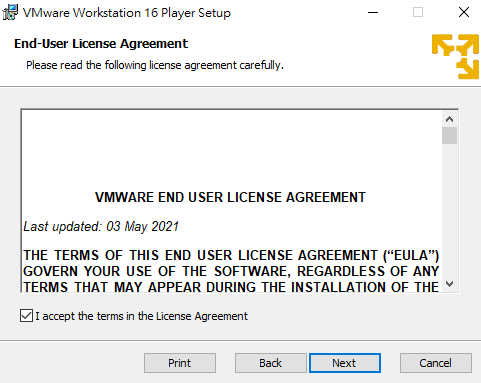 VMware Workstation 16 Player Setup
End-User License Agreement
Please read the following license agreement carefully.
VMWARE END USER LICENSE AGREEMENT
Last updated: 03 May 2021
THE TERMS OF THIS END USER LICENSE AGREEMENT (“EULA”)
GOVERN YOUR USE OF THE SOFTWARE, REGARDLESS OF ANY
TERMS THAT MAY APPEAR DURING THE INSTALLATION OF THE
I accept the terms in the License Agreement
Print Back Next Cancel